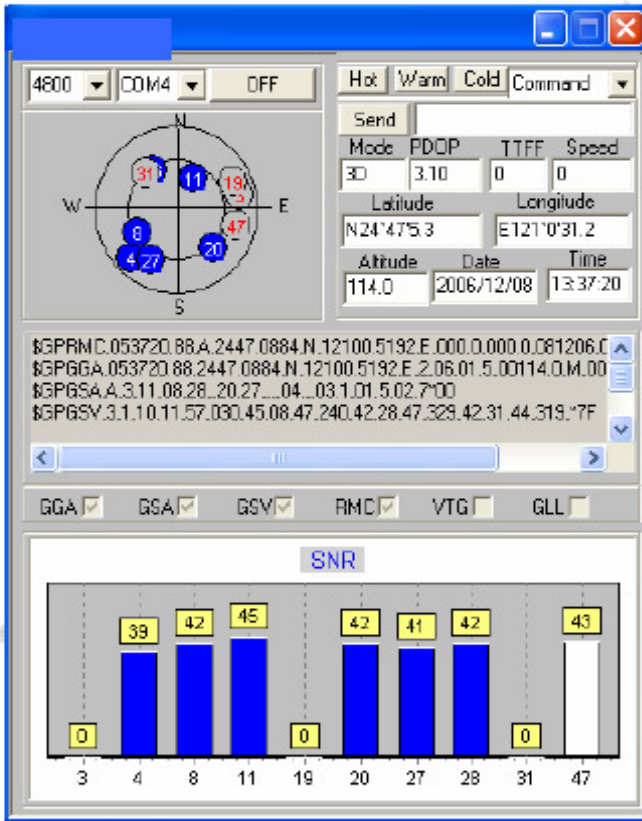 4800 COM4 OFF
Hot Warm Cold Command
Send
Mode PDOP TTFF Speed
3D 3.10 0 0
Latitude Longitude
N24°47'5.3 E121°0'31.2
Altitude Date Time
114.0 2006/12/08 13:37:20
N
31 11 19
W E
8 47
4 27 20
S
$GPRMC,053720.88,A,2447.0884,N,12100.5192,E,000.0,000.0,081206,0
$GPGGA,053720.88,2447.0884,N,12100.5192,E,2,06,01.5,00114.0,M,00
$GPGSA,A,3,11,08,28,,20,27,,,,04,,,03.1,01.5,02.7*00
$GPGSV,3,1,10,11,57,030,45,08,47,240,42,28,47,329,42,31,44,319,*7F
GGA GSA GSV RMC VTG GLL
SNR
0 39 42 45 0 42 41 42 0 43
3 4 8 11 19 20 27 28 31 47